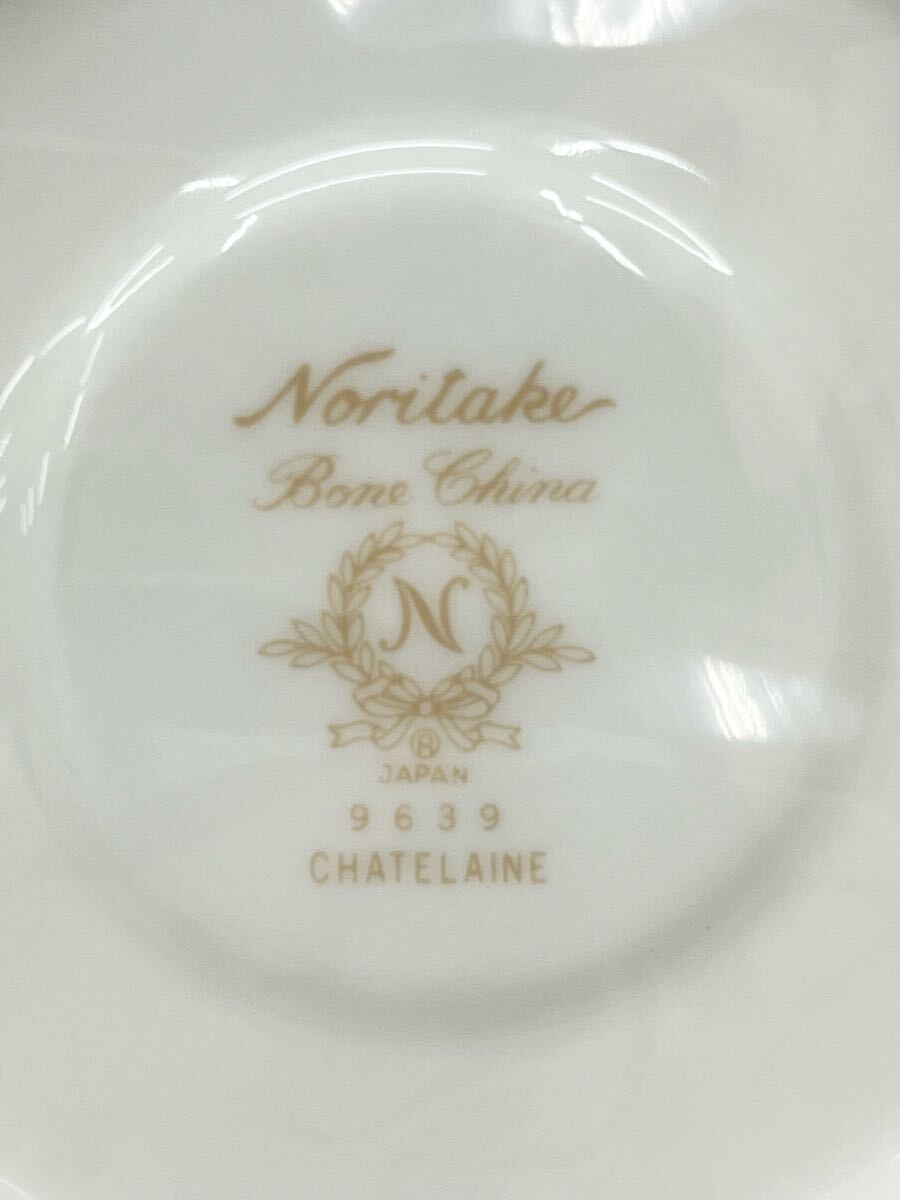 Noritake
Bone China
N
®
JAPAN
9639
CHATELAINE